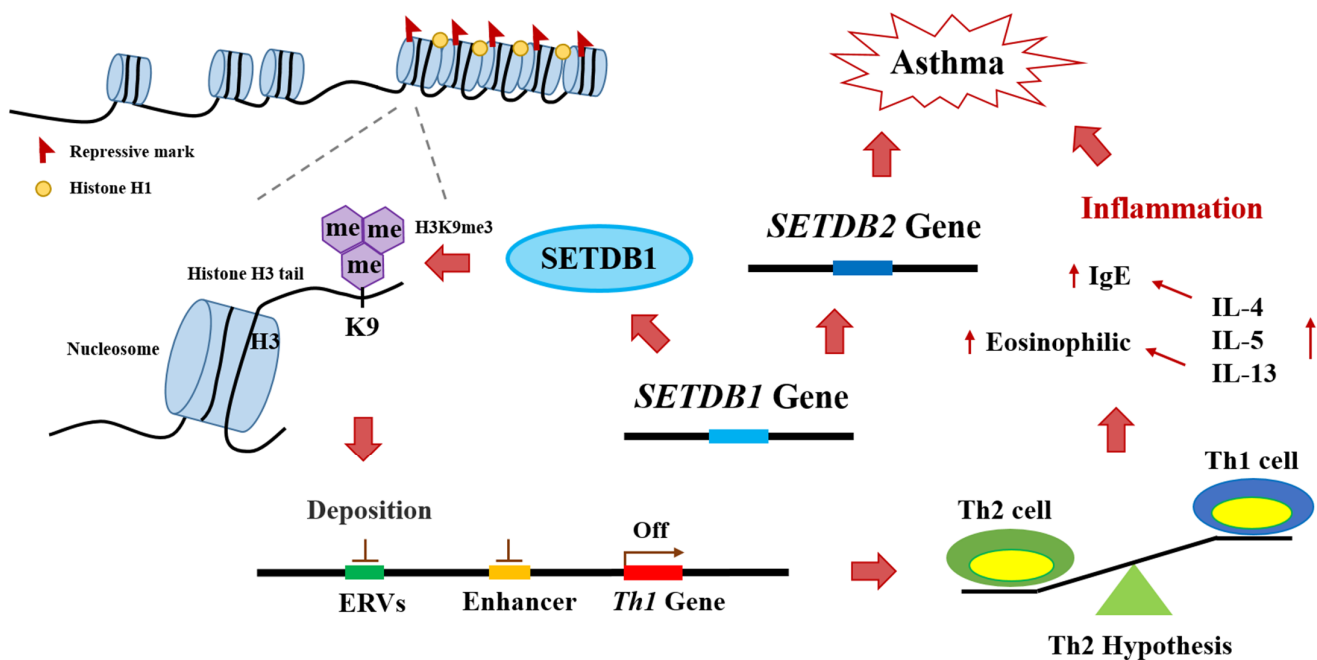 Asthma
Repressive mark
Histone H1
me me
me
H3K9me3
SETDB1
SETDB2 Gene
Inflammation
Histone H3 tail
K9
H3
Nucleosome
IgE
Eosinophilic
IL-4
IL-5
IL-13
SETDB1 Gene
Deposition
Off
ERVs
Enhancer
Th1 Gene
Th2 cell
Th1 cell
Th2 Hypothesis